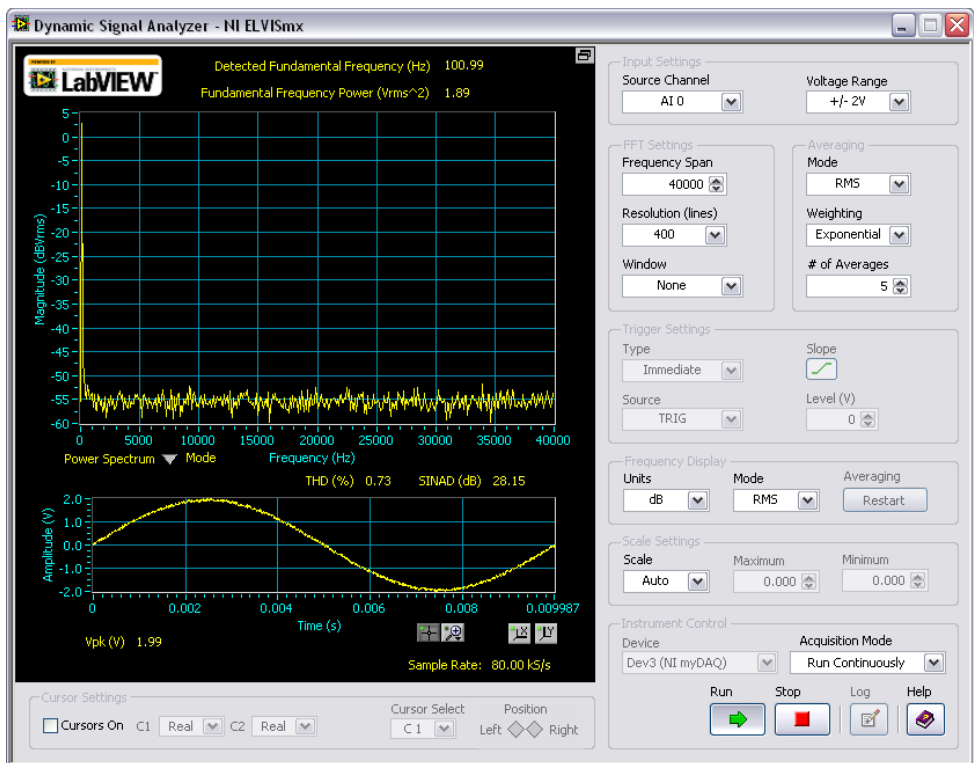 Dynamic Signal Analyzer - NI ELVISmx
LabVIEW
Detected Fundamental Frequency (Hz) 100.99
Fundamental Frequency Power (Vrms^2) 1.89
Magnitude (dBVrms)
5
0
-5
-10
-15
-20
-25
-30
-35
-40
-45
-50
-55
-60
0 5000 10000 15000 20000 25000 30000 35000 40000
Power Spectrum Mode Frequency (Hz)
THD (%) 0.73 SINAD (dB) 28.15
Amplitude (V)
2.0
1.0
0.0
-1.0
-2.0
0 0.002 0.004 0.006 0.008 0.009987
Time (s)
Vpk (V) 1.99
Sample Rate: 80.00 kS/s
Cursor Settings
Cursors On C1 Real C2 Real
Cursor Select
C1
Position
Left Right
Input Settings
Source Channel
AI 0
Voltage Range
+/- 2V
FFT Settings
Frequency Span
40000
Resolution (lines)
400
Window
None
Averaging
Mode
RMS
Weighting
Exponential
# of Averages
5
Trigger Settings
Type
Immediate
Slope
Source
TRIG
Level (V)
0
Frequency Display
Units
dB
Mode
RMS
Averaging
Restart
Scale Settings
Scale
Auto
Maximum
0.000
Minimum
0.000
Instrument Control
Device
Dev3 (NI myDAQ)
Acquisition Mode
Run Continuously
Run Stop Log Help